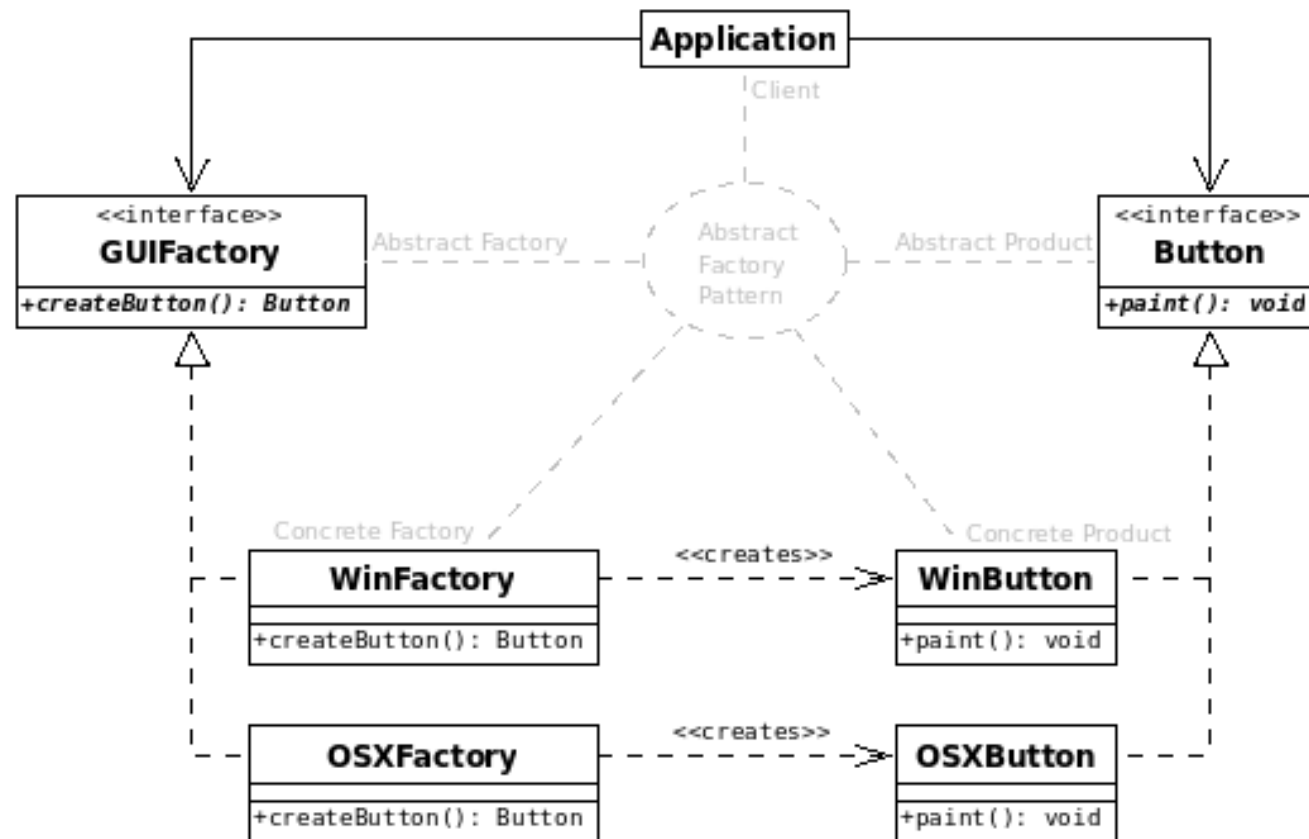 Application
Client
<<interface>>
GUIFactory
+createButton(): Button
Abstract Factory
Abstract
Factory
Pattern
Abstract Product
<<interface>>
Button
+paint(): void
Concrete Factory
Concrete Product
WinFactory
+createButton(): Button
<<creates>>
WinButton
+paint(): void
OSXFactory
+createButton(): Button
<<creates>>
OSXButton
+paint(): void